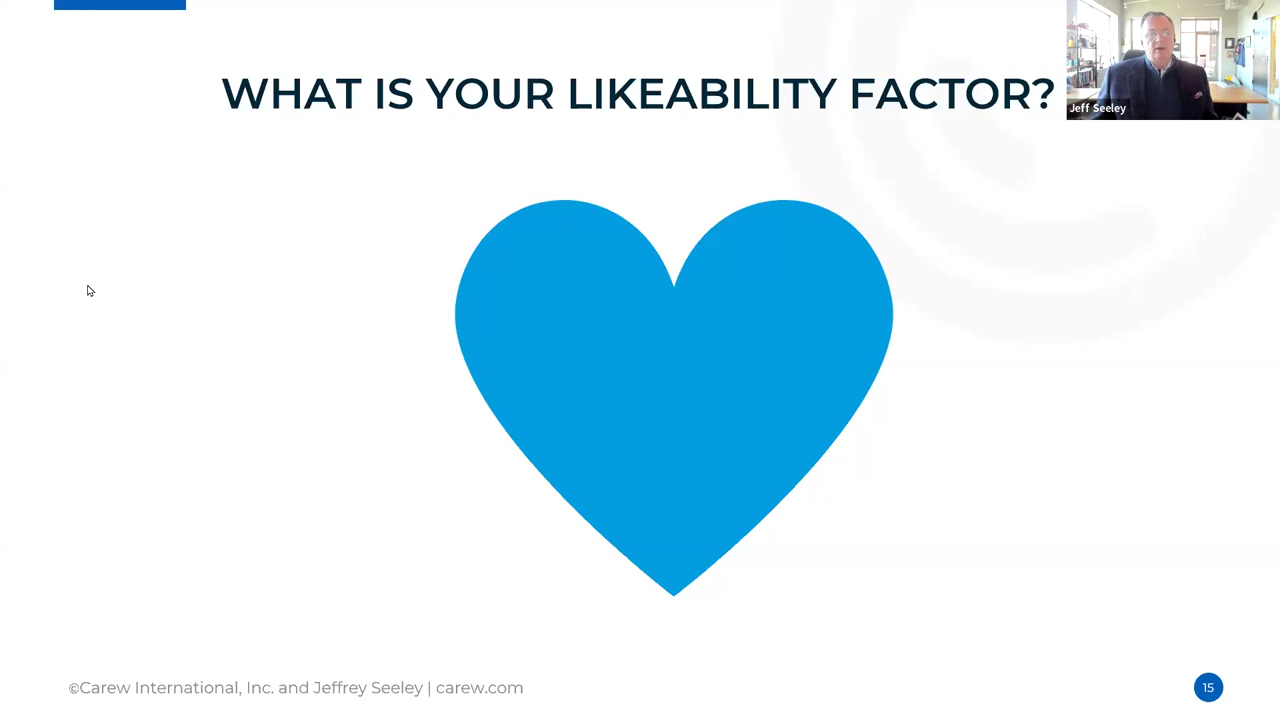 WHAT IS YOUR LIKEABILITY FACTOR?
Jeff Seeley
©Carew International, Inc. and Jeffrey Seeley | carew.com
15